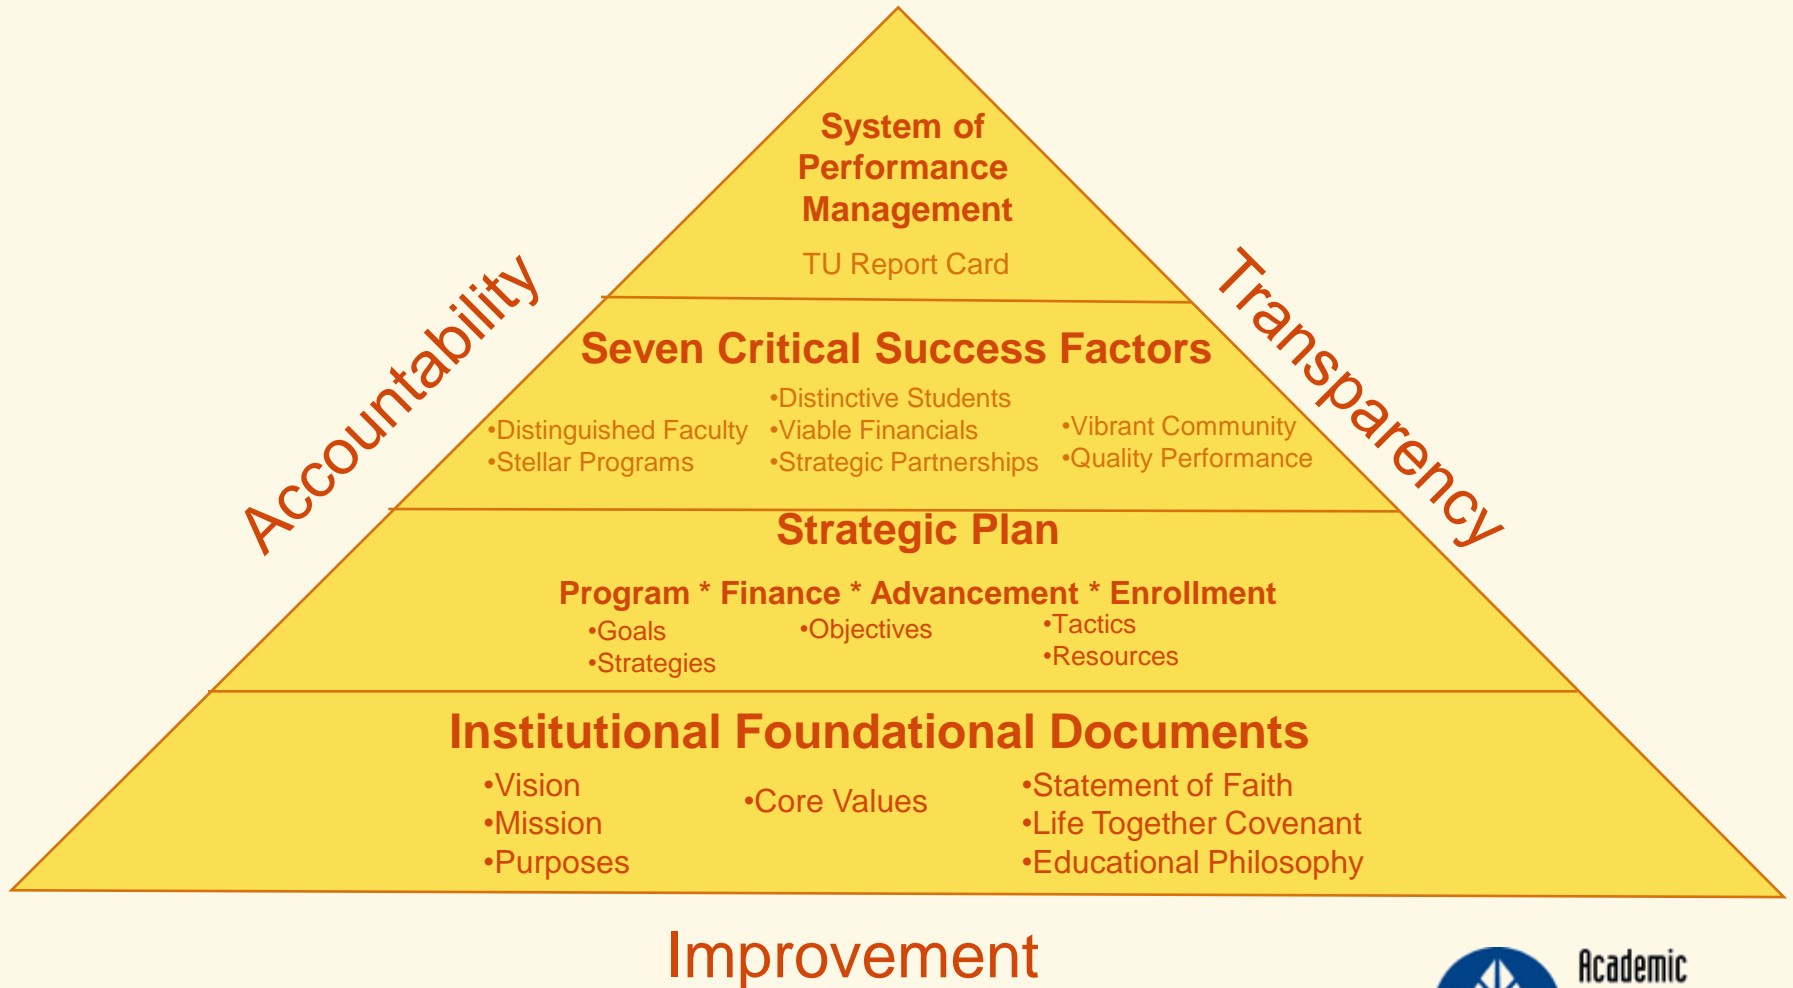 System of
Performance
Management
TU Report Card
Accountability
Transparency
Seven Critical Success Factors
•Distinguished Faculty
•Stellar Programs
•Distinctive Students
•Viable Financials
•Strategic Partnerships
•Vibrant Community
•Quality Performance
Strategic Plan
Program * Finance * Advancement * Enrollment
•Goals
•Strategies
•Objectives
•Tactics
•Resources
Institutional Foundational Documents
•Vision
•Mission
•Purposes
•Core Values
•Statement of Faith
•Life Together Covenant
•Educational Philosophy
Improvement
Academic